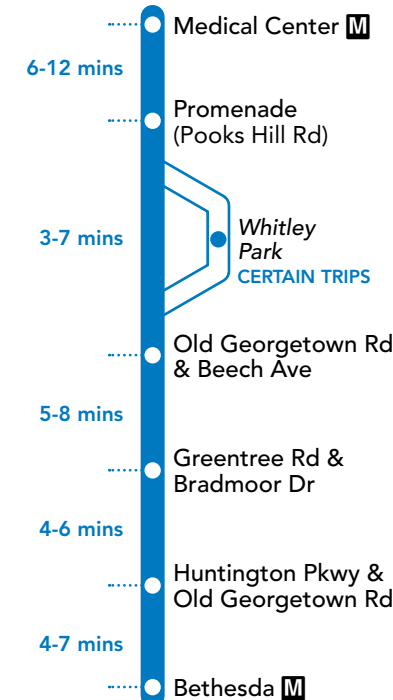 Medical Center M
6-12 mins
Promenade
(Pooks Hill Rd)
3-7 mins
Whitley
Park
CERTAIN TRIPS
Old Georgetown Rd
& Beech Ave
5-8 mins
Greentree Rd &
Bradmoor Dr
4-6 mins
Huntington Pkwy &
Old Georgetown Rd
4-7 mins
Bethesda M